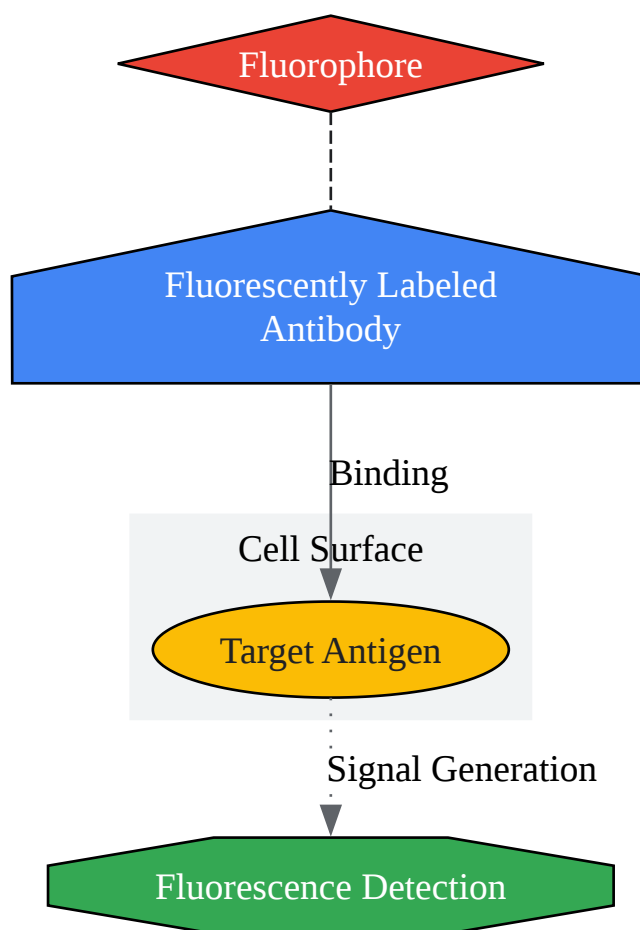 Fluorophore
Fluorescently Labeled
Antibody
Binding
Cell Surface
Target Antigen
Signal Generation
Fluorescence Detection